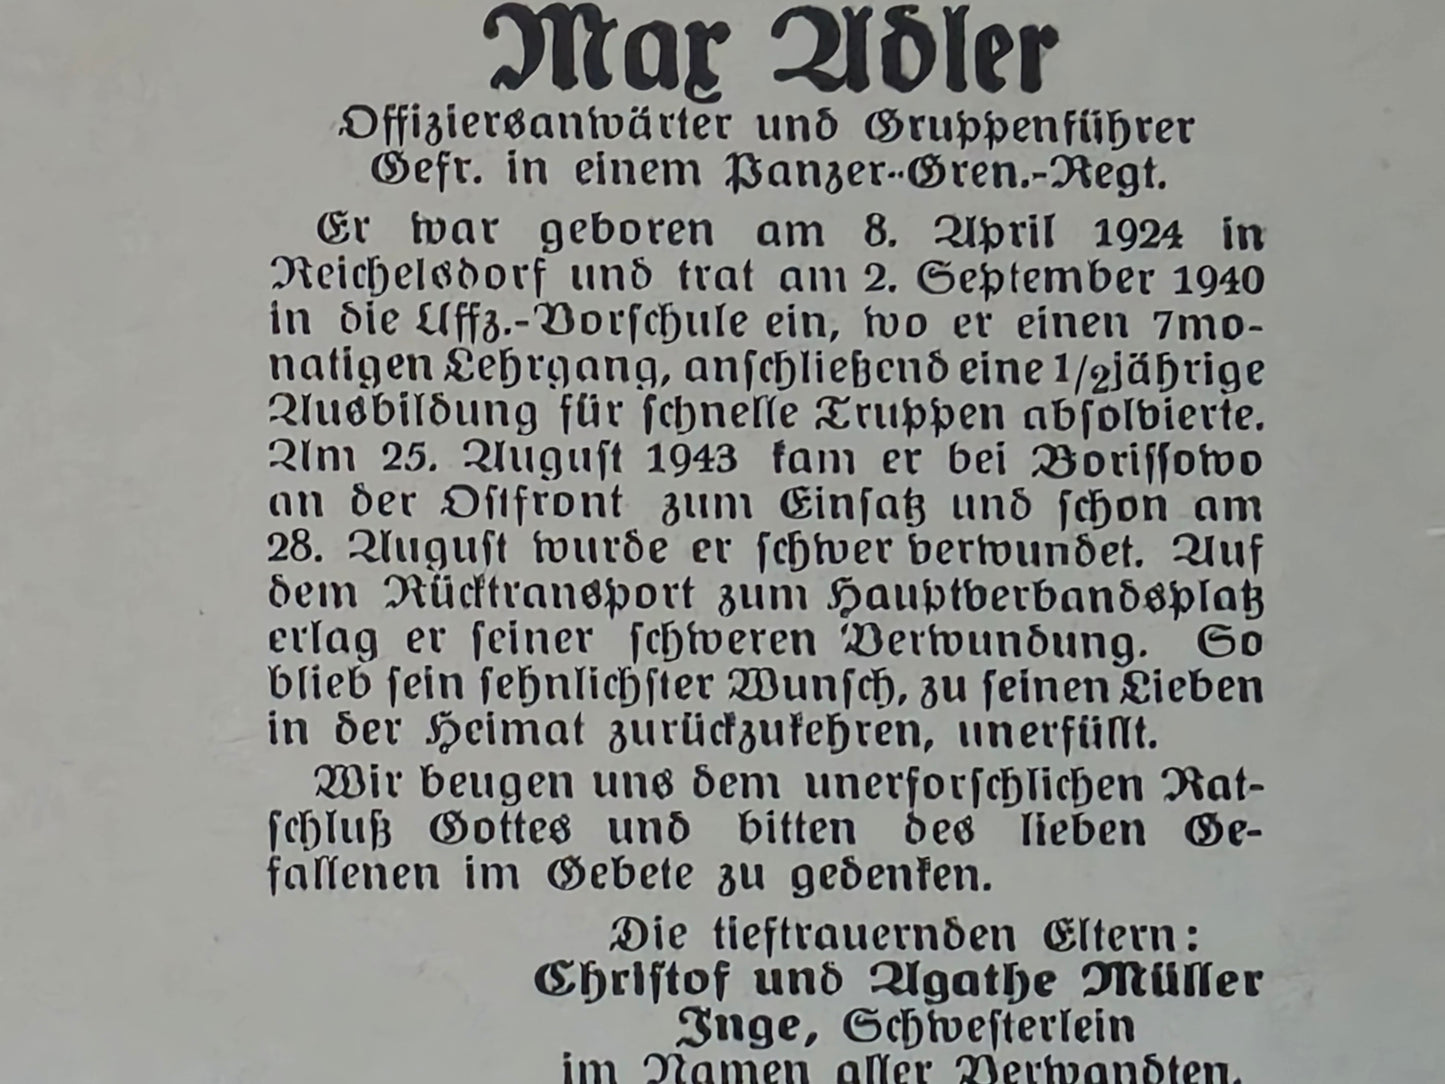 Max Adler
Offiziersanwärter und Gruppenführer
Gefr. in einem Panzer-Gren.-Regt.
Er war geboren am 8. April 1924 in
Reichelsdorf und trat am 2. September 1940
in die Uffz.-Vorschule ein, wo er einen 7mo-
natigen Lehrgang, anschließend eine 1/2jährige
Ausbildung für schnelle Truppen absolvierte.
Am 25. August 1943 kam er bei Borissowo
an der Ostfront zum Einsatz und schon am
28. August wurde er schwer verwundet. Auf
dem Rücktransport zum Hauptverbandsplatz
erlag er seiner schweren Verwundung. So
blieb sein sehnlichster Wunsch, zu seinen Lieben
in der Heimat zurückzukehren, unerfüllt.
Wir beugen uns dem unerforschlichen Rat-
schluß Gottes und bitten des lieben Ge-
fallenen im Gebete zu gedenken.
Die tieftrauernden Eltern:
Christof und Agathe Müller
Inge, Schwesterlein
im Namen aller Verwandten.